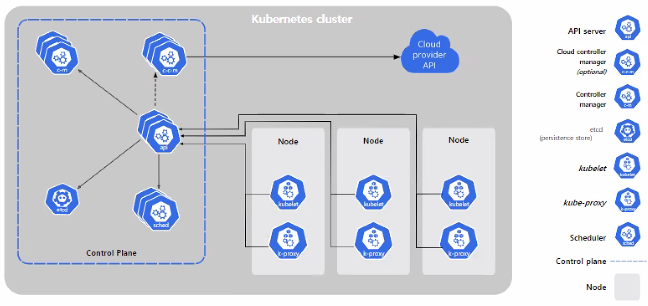 Kubernetes cluster
API server
api
Cloud controller
manager
(optional)
c-c-m
Controller
manager
c-m
etcd
(persistence store)
etcd
kubelet
kubelet
kube-proxy
k-proxy
Scheduler
sched
Control plane
Node
c-m
c-c-m
Cloud
provider
API
api
Node
Node
Node
etcd
sched
kubelet
kubelet
kubelet
k-proxy
k-proxy
k-proxy
Control Plane